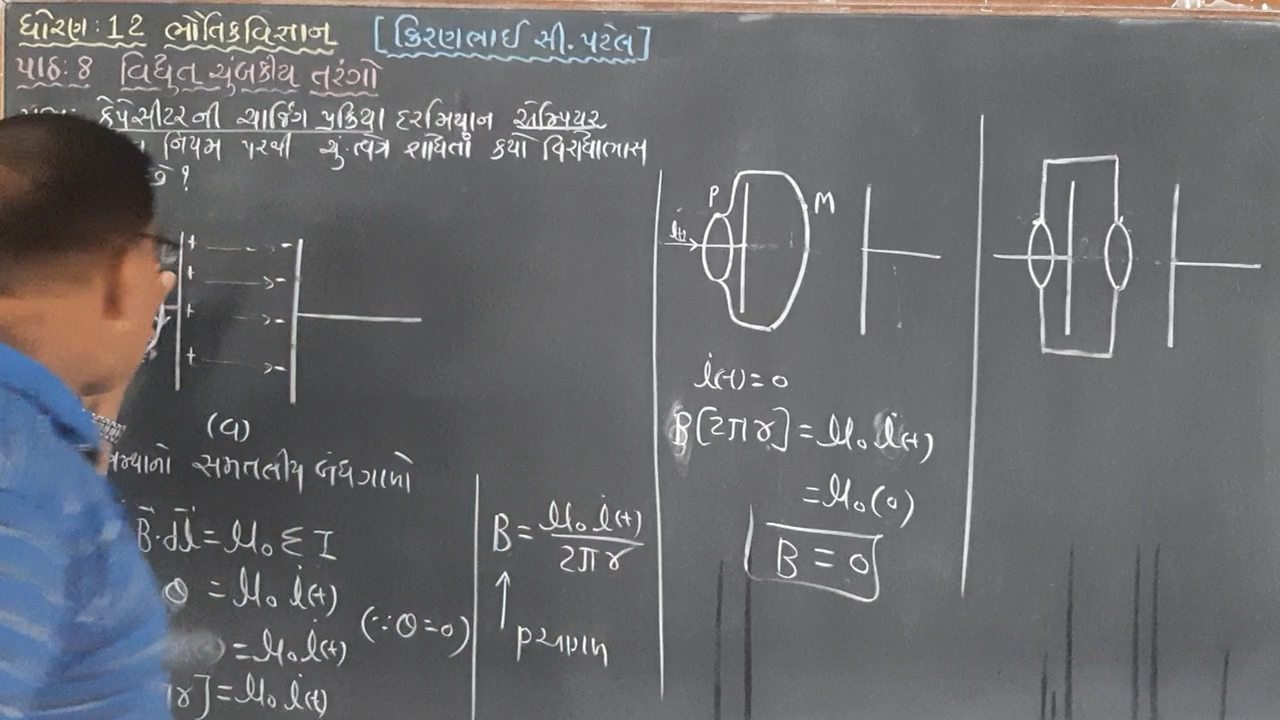 ધોરણ: 12 ભૌતિકવિજ્ઞાન [કિરણભાઈ સી. પટેલ]
પાઠ: 8 વિદ્યુત ચુંબકીય તરંગો
કેપેસીટરની ચાર્જિંગ પ્રક્રિયા દરમિયાન એમ્પિયર
નિયમ પરથી ચું.ક્ષેત્ર શોધતાં કયો વિરોધાભાસ
છે ?
+ -
+ -
+ -
+ -
(a)
સમતલીય બંધગાળો
B·dl = μ₀ Σ I
θ = μ₀ i(t)
= μ₀ i(t) (∵ θ = 0)
r] = μ₀ i(t)
B = μ₀ i(t) / 2πr
↑
P i(t) M
i(t) = 0
B[2πr] = μ₀ i(t)
= μ₀ (0)
B = 0